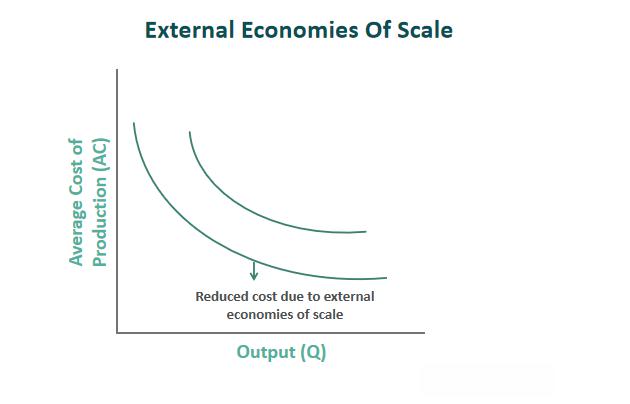 External Economies Of Scale
Average Cost of
Production (AC)
Reduced cost due to external
economies of scale
Output (Q)